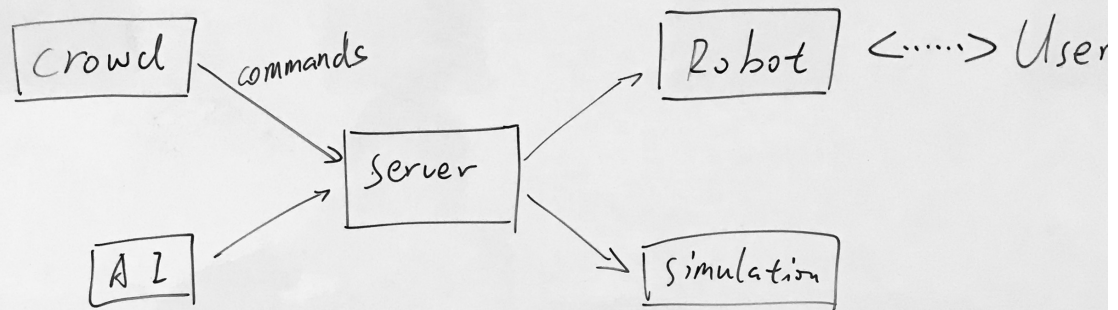 Crowd
commands
Robot
<······> User
Server
AI
Simulation